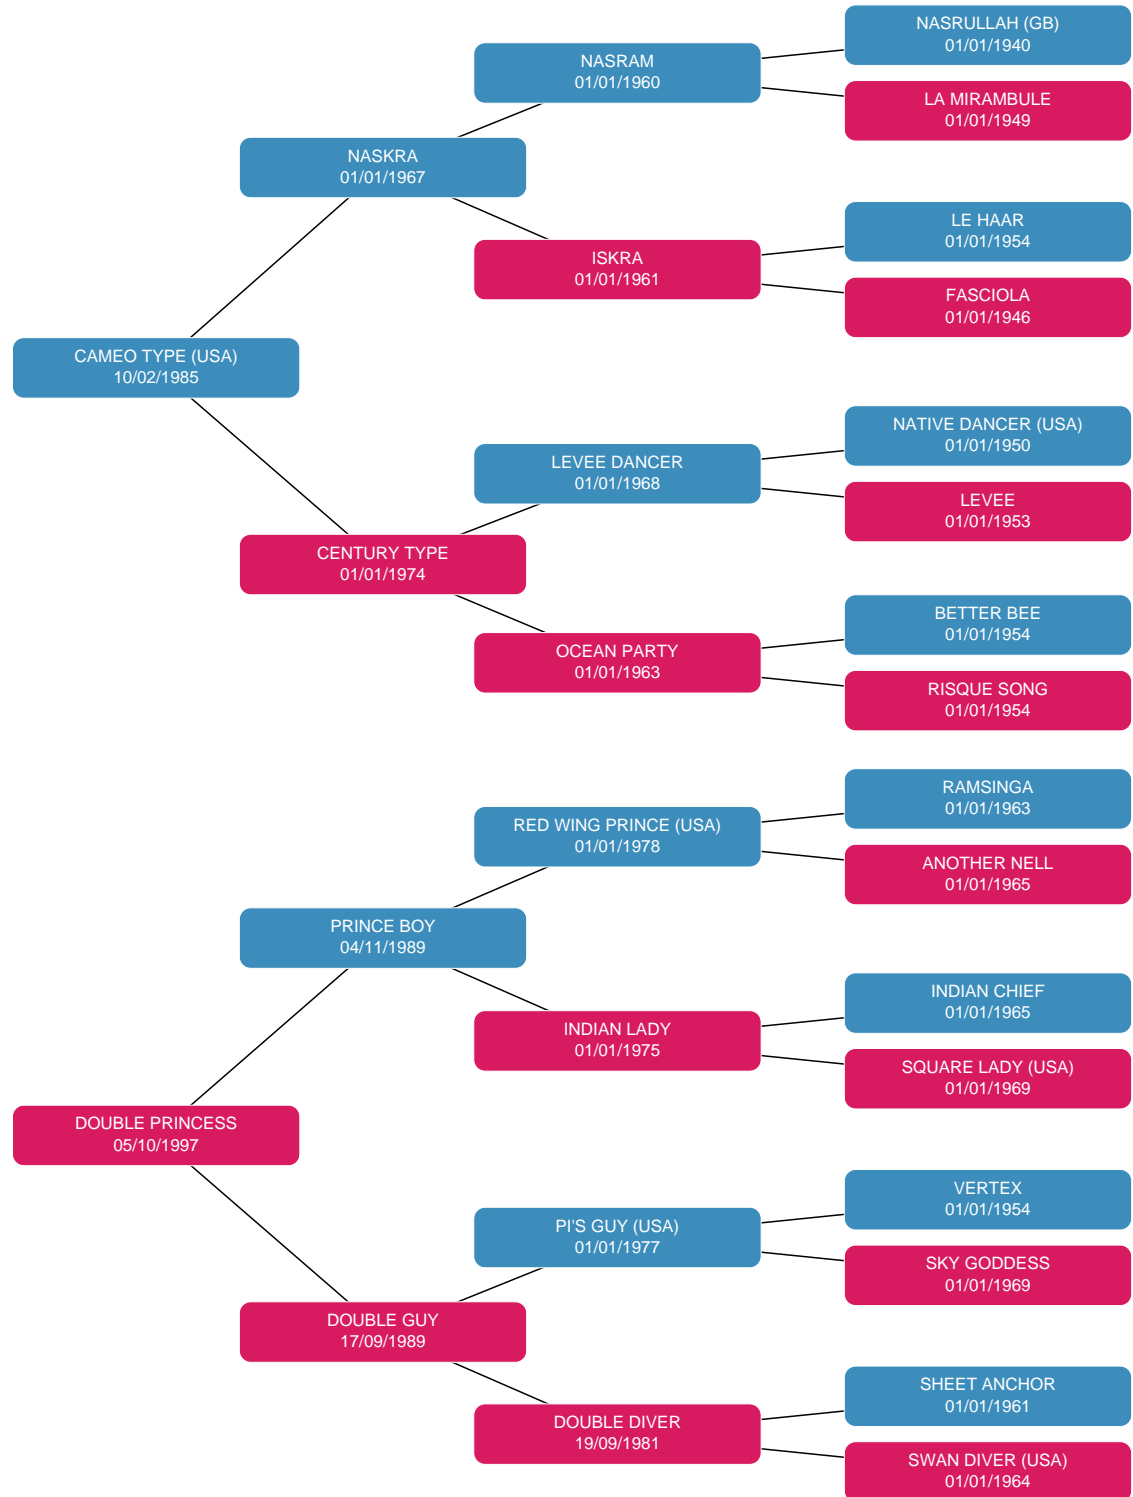 NASRULLAH (GB)
01/01/1940
NASRAM
01/01/1960
LA MIRAMBULE
01/01/1949
NASKRA
01/01/1967
LE HAAR
01/01/1954
ISKRA
01/01/1961
FASCIOLA
01/01/1946
CAMEO TYPE (USA)
10/02/1985
NATIVE DANCER (USA)
01/01/1950
LEVEE DANCER
01/01/1968
LEVEE
01/01/1953
CENTURY TYPE
01/01/1974
BETTER BEE
01/01/1954
OCEAN PARTY
01/01/1963
RISQUE SONG
01/01/1954
RAMSINGA
01/01/1963
RED WING PRINCE (USA)
01/01/1978
ANOTHER NELL
01/01/1965
PRINCE BOY
04/11/1989
INDIAN CHIEF
01/01/1965
INDIAN LADY
01/01/1975
SQUARE LADY (USA)
01/01/1969
DOUBLE PRINCESS
05/10/1997
VERTEX
01/01/1954
PI'S GUY (USA)
01/01/1977
SKY GODDESS
01/01/1969
DOUBLE GUY
17/09/1989
SHEET ANCHOR
01/01/1961
DOUBLE DIVER
19/09/1981
SWAN DIVER (USA)
01/01/1964